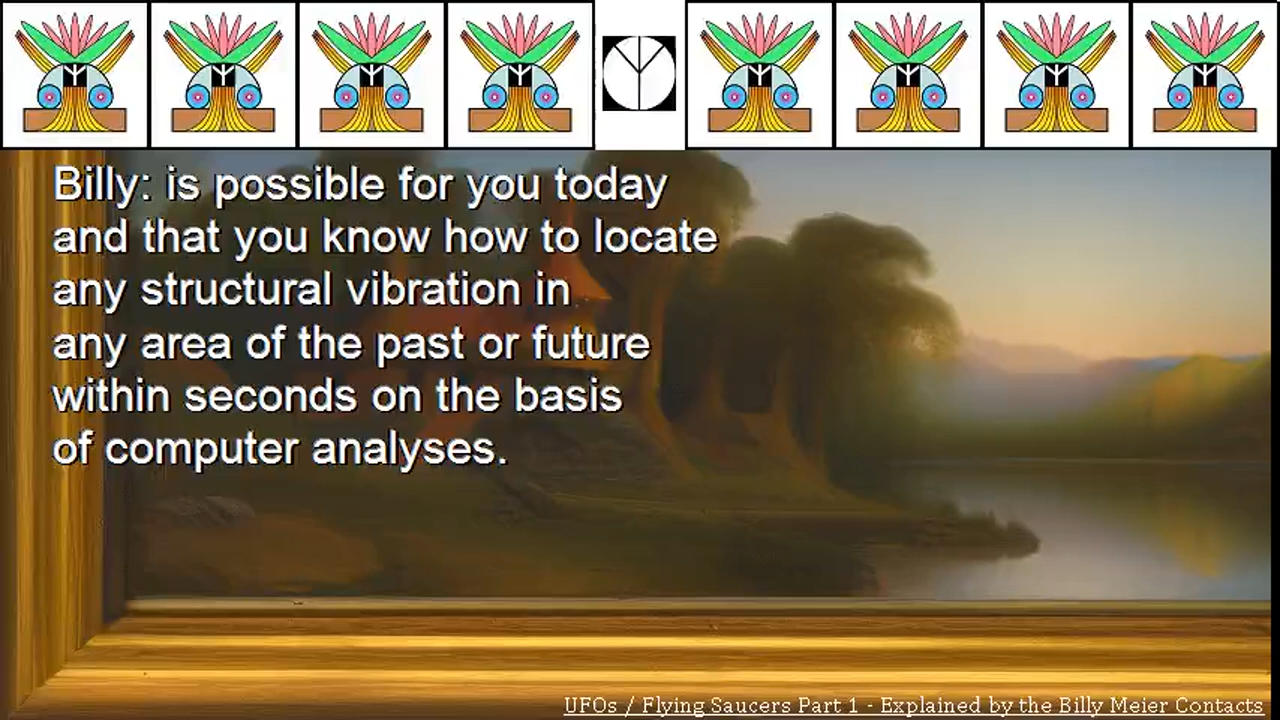 Billy: is possible for you today
and that you know how to locate
any structural vibration in
any area of the past or future
within seconds on the basis
of computer analyses.
UFOs / Flying Saucers Part 1 - Explained by the Billy Meier Contacts